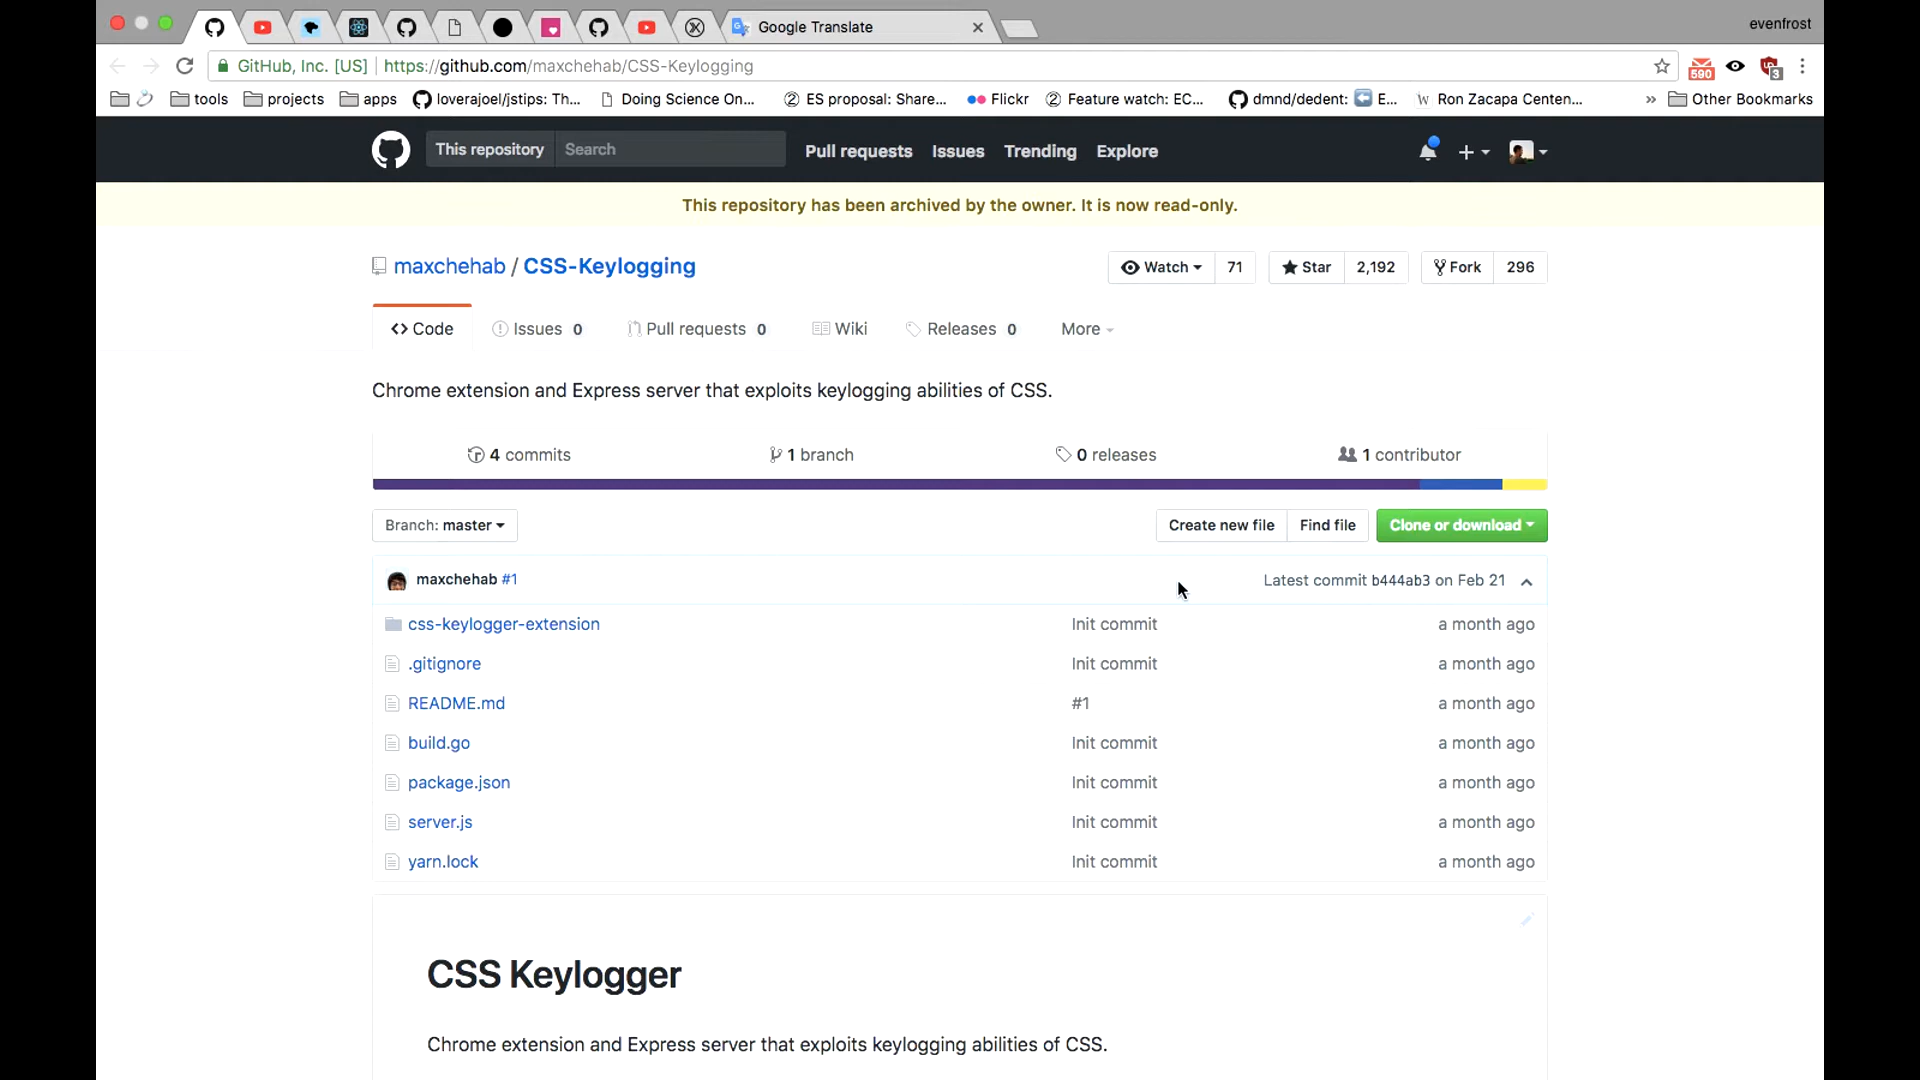 Google Translate
evenfrost
GitHub, Inc. [US] https://github.com/maxchehab/CSS-Keylogging
590
3
tools projects apps loverajoel/jstips: Th... Doing Science On... ES proposal: Share... Flickr Feature watch: EC... dmnd/dedent: E... Ron Zacapa Centen... » Other Bookmarks
This repository Search Pull requests Issues Trending Explore
This repository has been archived by the owner. It is now read-only.
maxchehab / CSS-Keylogging
Watch 71 Star 2,192 Fork 296
Code Issues 0 Pull requests 0 Wiki Releases 0 More
Chrome extension and Express server that exploits keylogging abilities of CSS.
4 commits 1 branch 0 releases 1 contributor
Branch: master Create new file Find file Clone or download
maxchehab #1 Latest commit b444ab3 on Feb 21
css-keylogger-extension Init commit a month ago
.gitignore Init commit a month ago
README.md #1 a month ago
build.go Init commit a month ago
package.json Init commit a month ago
server.js Init commit a month ago
yarn.lock Init commit a month ago
CSS Keylogger
Chrome extension and Express server that exploits keylogging abilities of CSS.